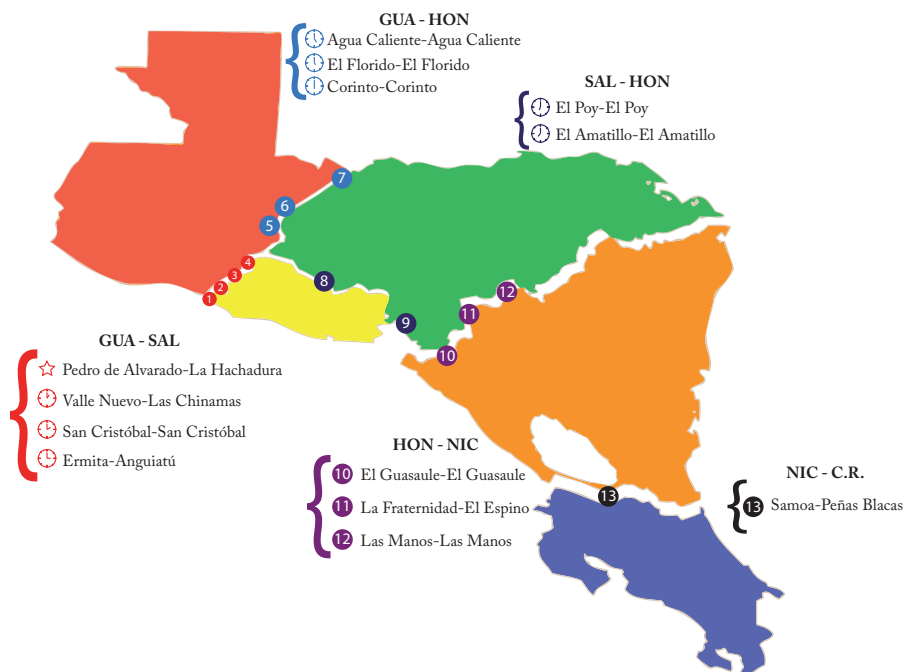 GUA - HON
Agua Caliente-Agua Caliente
El Florido-El Florido
Corinto-Corinto
SAL - HON
El Poy-El Poy
El Amatillo-El Amatillo
7
6
5
4
3
2
1
8
9
12
11
10
GUA - SAL
Pedro de Alvarado-La Hachadura
Valle Nuevo-Las Chinamas
San Cristóbal-San Cristóbal
Ermita-Anguiatú
HON - NIC
10 El Guasaule-El Guasaule
11 La Fraternidad-El Espino
12 Las Manos-Las Manos
13
NIC - C.R.
13 Samoa-Peñas Blacas